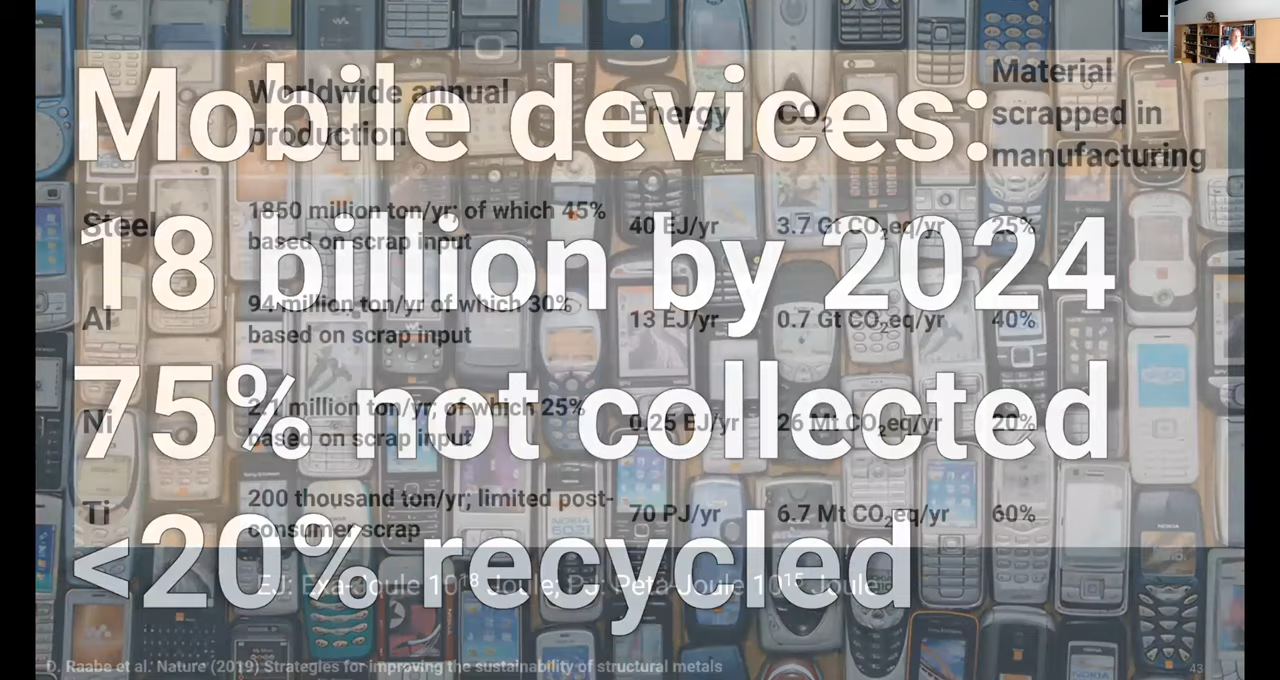 Mobile devices:
18 billion by 2024
75% not collected
<20% recycled
Worldwide annual production
Energy
CO₂
Material scrapped in manufacturing
Steel
1850 million ton/yr; of which 45%
based on scrap input
40 EJ/yr
3.7 Gt CO₂eq/yr
25%
Al
94 million ton/yr of which 30%
based on scrap input
13 EJ/yr
0.7 Gt CO₂eq/yr
40%
Ni
2.1 million ton/yr; of which 25%
based on scrap input
0.25 EJ/yr
26 Mt CO₂eq/yr
20%
Ti
200 thousand ton/yr; limited post-
consumer scrap
70 PJ/yr
6.7 Mt CO₂eq/yr
60%
EJ: Exa-Joule 10¹⁸ Joule; PJ: Peta-Joule 10¹⁵ Joule
D. Raabe et al. Nature (2019) Strategies for improving the sustainability of structural metals
43